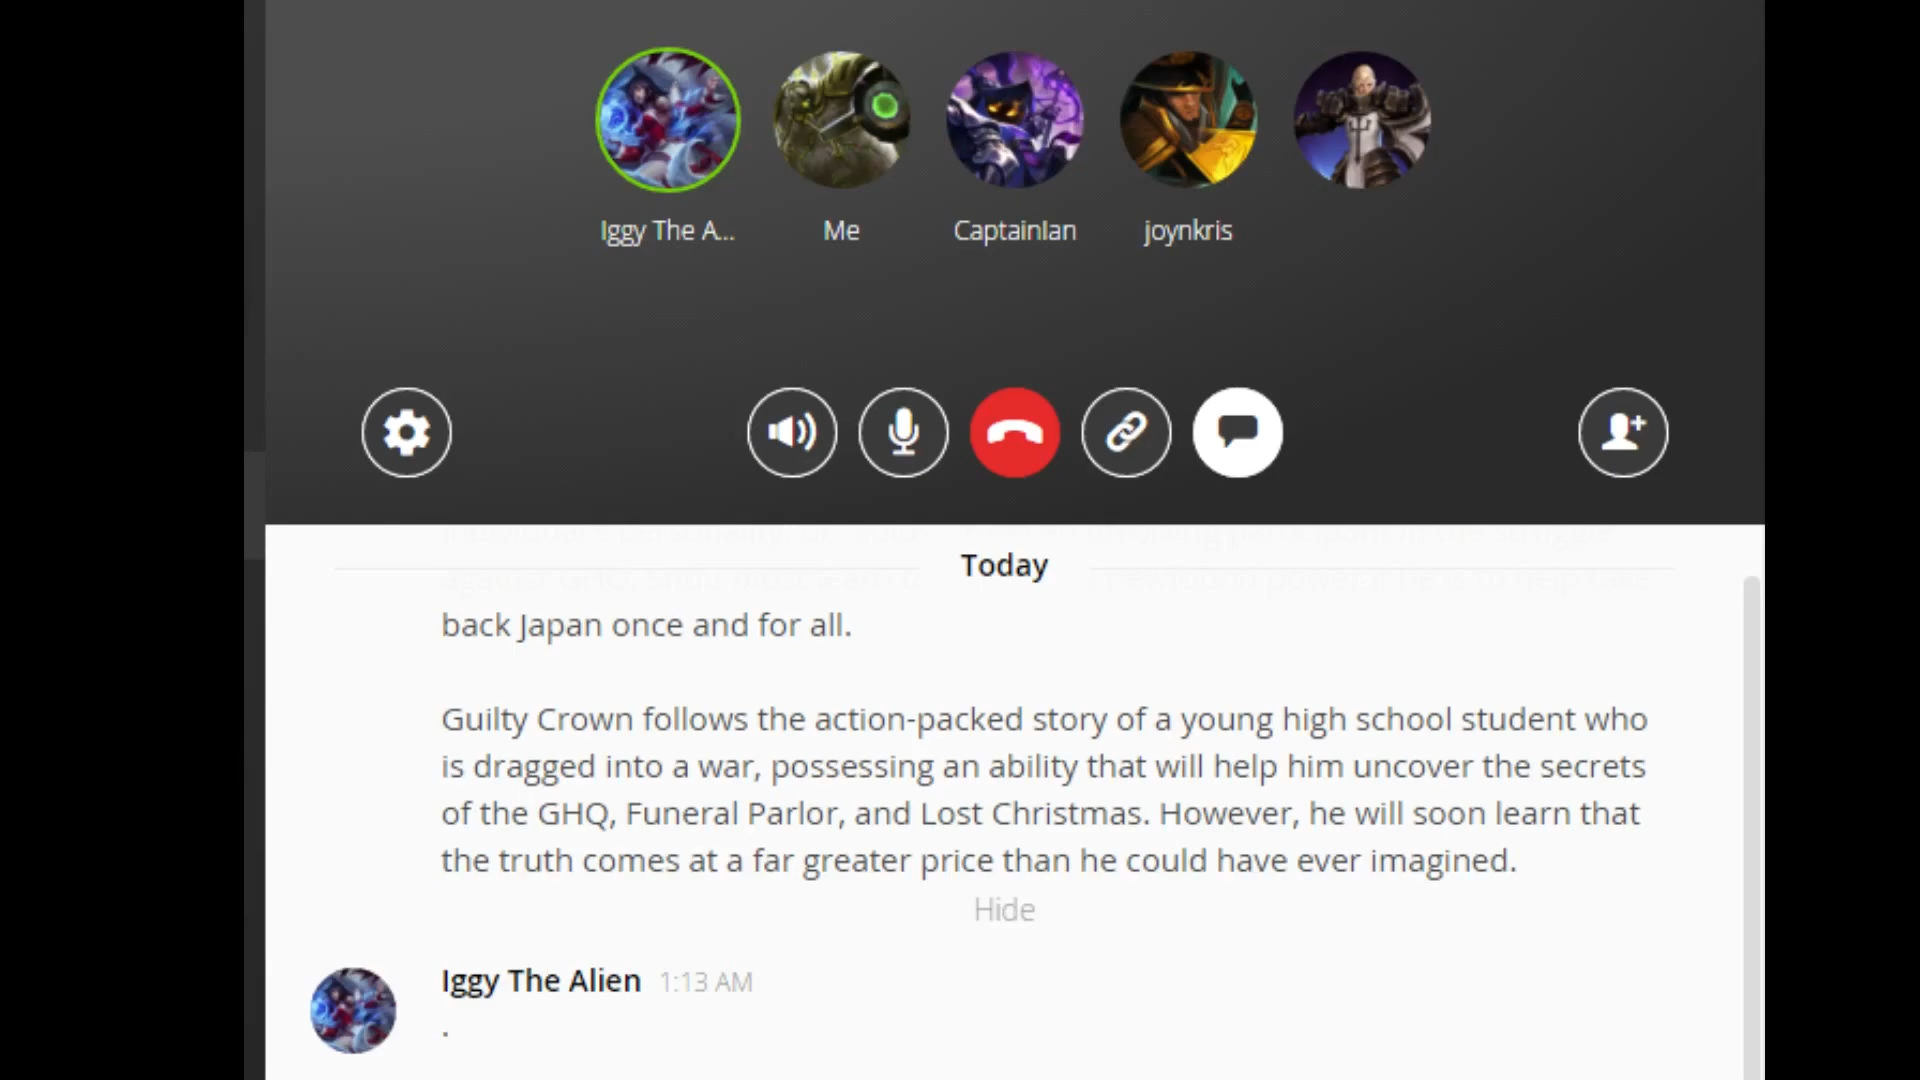 Iggy The A...
Me
CaptainIan
joynkris
Today
back Japan once and for all.
Guilty Crown follows the action-packed story of a young high school student who
is dragged into a war, possessing an ability that will help him uncover the secrets
of the GHQ, Funeral Parlor, and Lost Christmas. However, he will soon learn that
the truth comes at a far greater price than he could have ever imagined.
Hide
Iggy The Alien 1:13 AM
.